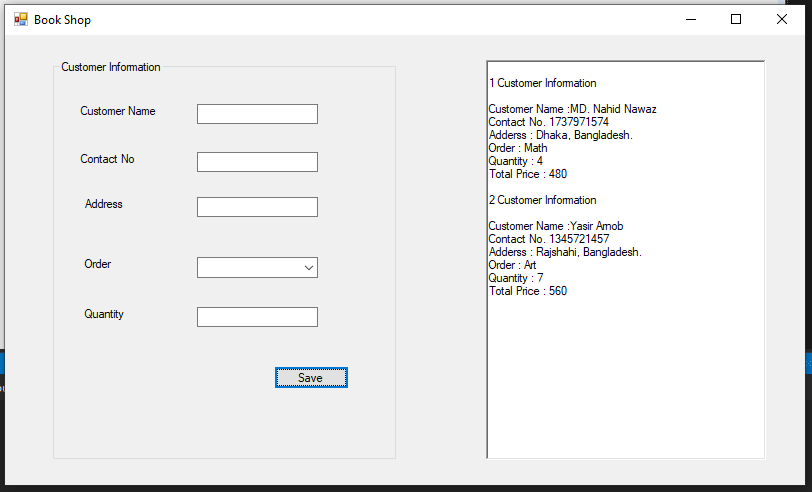 Book Shop
Customer Information
Customer Name
Contact No
Address
Order
Quantity
Save
1 Customer Information
Customer Name :MD. Nahid Nawaz
Contact No. 1737971574
Adderss : Dhaka, Bangladesh.
Order : Math
Quantity : 4
Total Price : 480
2 Customer Information
Customer Name :Yasir Arnob
Contact No. 1345721457
Adderss : Rajshahi, Bangladesh.
Order : Art
Quantity : 7
Total Price : 560